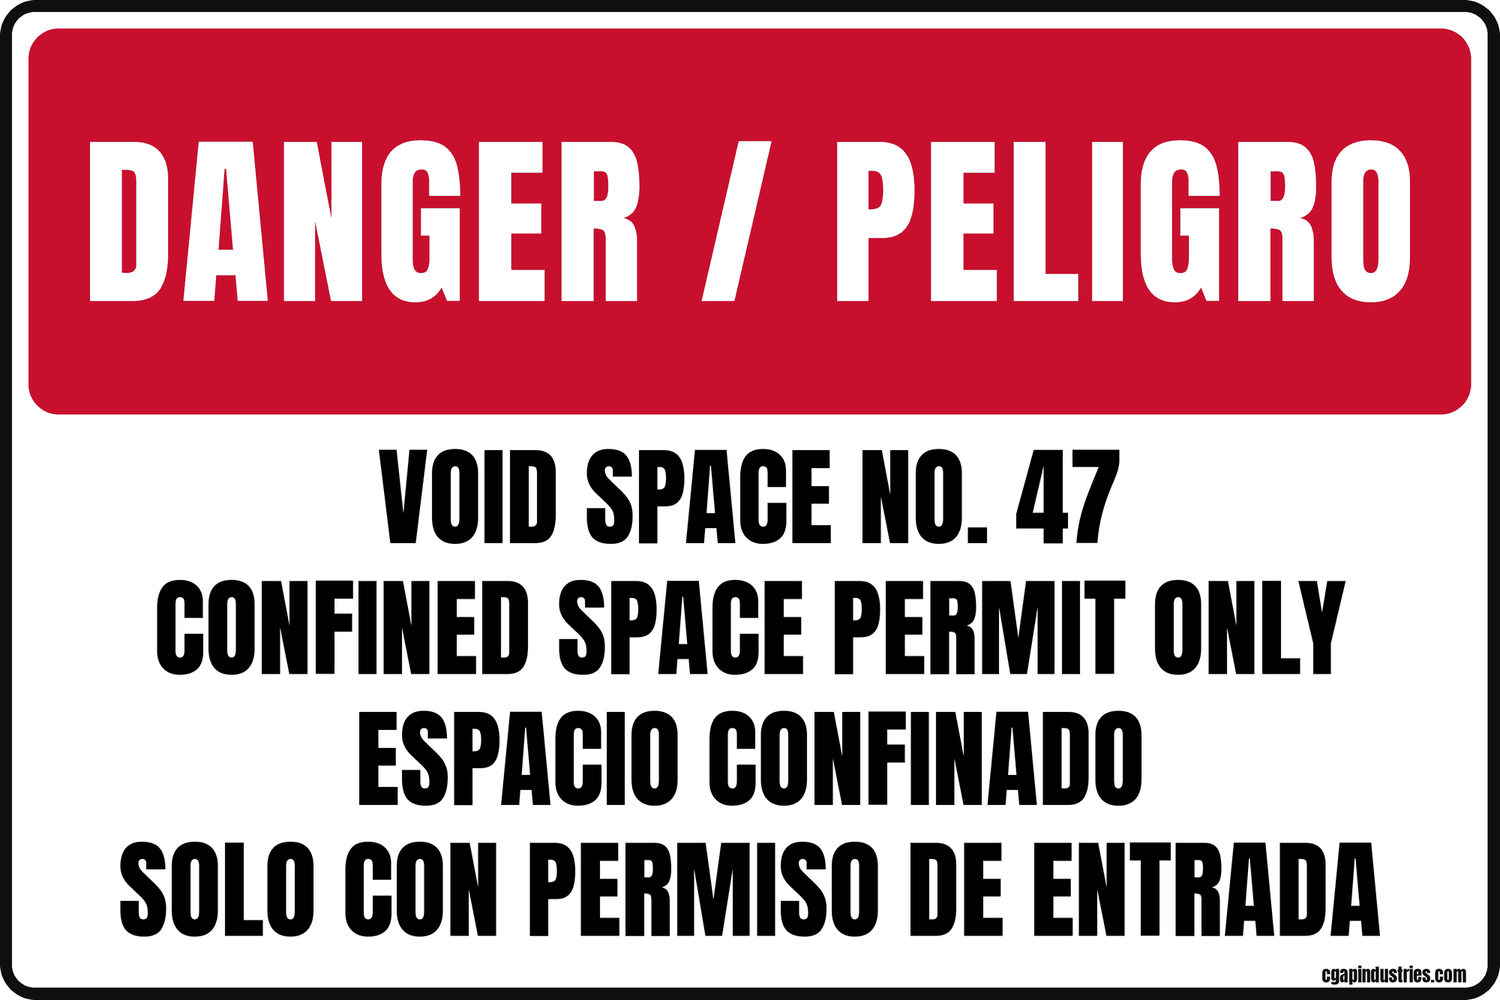 DANGER / PELIGRO
VOID SPACE NO. 47
CONFINED SPACE PERMIT ONLY
ESPACIO CONFINADO
SOLO CON PERMISO DE ENTRADA
cgapindustries.com